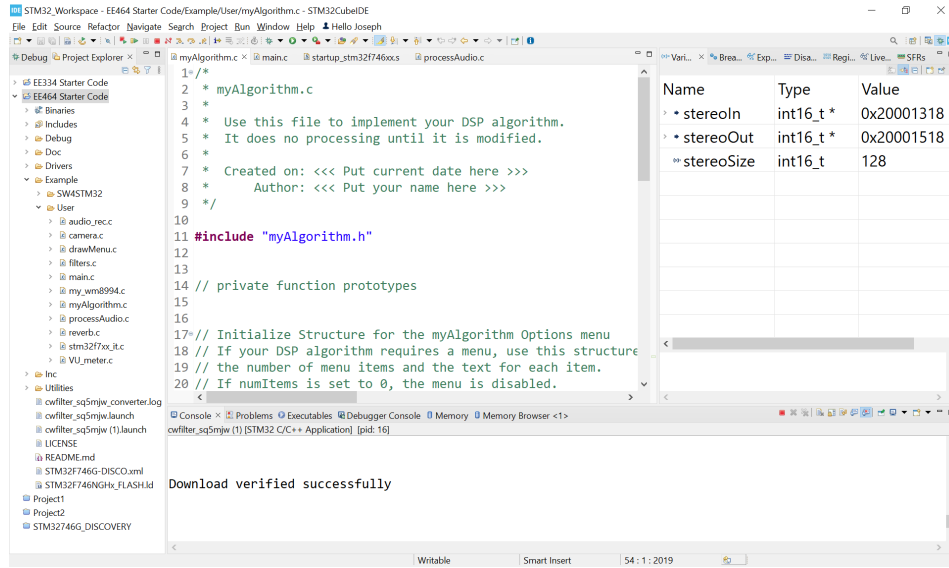 IDE STM32_Workspace - EE464 Starter Code/Example/User/myAlgorithm.c - STM32CubeIDE
File Edit Source Refactor Navigate Search Project Run Window Help Hello Joseph
Debug Project Explorer
EE334 Starter Code
EE464 Starter Code
Binaries
Includes
Debug
Doc
Drivers
Example
SW4STM32
User
audio_rec.c
camera.c
drawMenu.c
filters.c
main.c
my_wm8994.c
myAlgorithm.c
processAudio.c
reverb.c
stm32f7xx_it.c
VU_meter.c
Inc
Utilities
cwfilter_sq5mjw_converter.log
cwfilter_sq5mjw.launch
cwfilter_sq5mjw (1).launch
LICENSE
README.md
STM32F746G-DISCO.xml
STM32F746NGHx_FLASH.ld
Project1
Project2
STM32746G_DISCOVERY
myAlgorithm.c main.c startup_stm32f746xx.s processAudio.c
1 /*
2 * myAlgorithm.c
3 *
4 * Use this file to implement your DSP algorithm.
5 * It does no processing until it is modified.
6 *
7 * Created on: <<< Put current date here >>>
8 * Author: <<< Put your name here >>>
9 */
10
11 #include "myAlgorithm.h"
12
13
14 // private function prototypes
15
16
17 // Initialize Structure for the myAlgorithm Options menu
18 // If your DSP algorithm requires a menu, use this structure
19 // the number of menu items and the text for each item.
20 // If numItems is set to 0, the menu is disabled.
Vari... Brea... Exp... Disa... Regi... Live... SFRs
Name Type Value
stereoIn int16_t * 0x20001318
stereoOut int16_t * 0x20001518
stereoSize int16_t 128
Console Problems Executables Debugger Console Memory Memory Browser <1>
cwfilter_sq5mjw (1) [STM32 C/C++ Application] [pid: 16]
Download verified successfully
Writable Smart Insert 54 : 1 : 2019